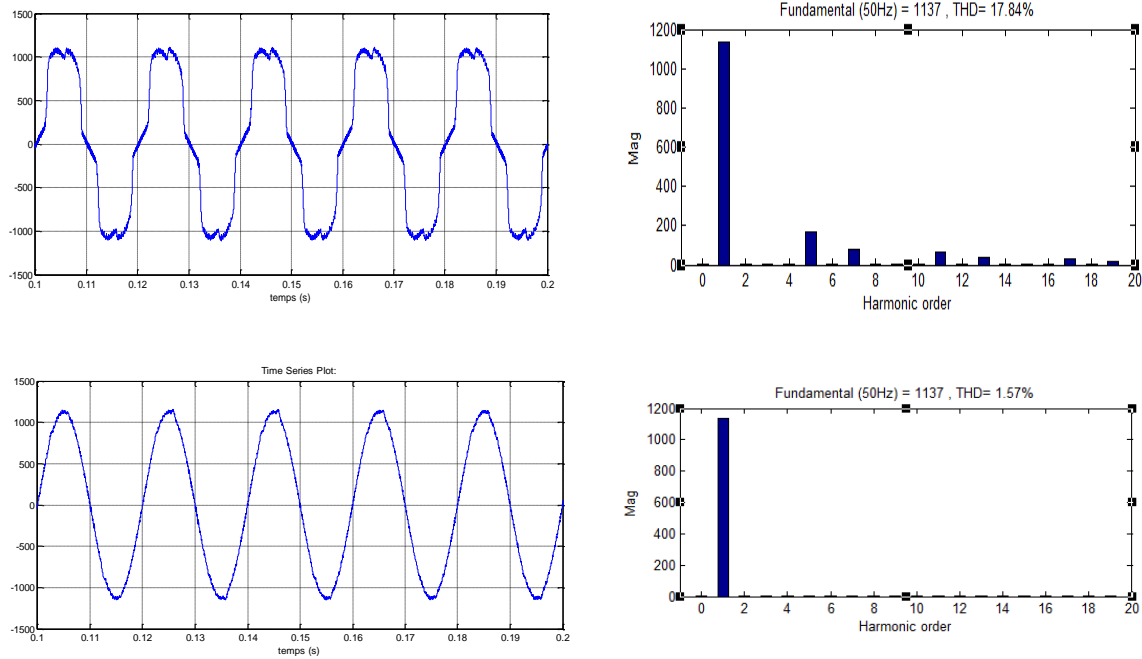 Fundamental (50Hz) = 1137 , THD= 17.84%
1500
1000
500
0
-500
-1000
-1500
0.1 0.11 0.12 0.13 0.14 0.15 0.16 0.17 0.18 0.19 0.2
temps (s)
Mag
1200
1000
800
600
400
200
0
0 2 4 6 8 10 12 14 16 18 20
Harmonic order
Time Series Plot:
1500
1000
500
0
-500
-1000
-1500
0.1 0.11 0.12 0.13 0.14 0.15 0.16 0.17 0.18 0.19 0.2
temps (s)
Fundamental (50Hz) = 1137 , THD= 1.57%
Mag
1200
1000
800
600
400
200
0
0 2 4 6 8 10 12 14 16 18 20
Harmonic order